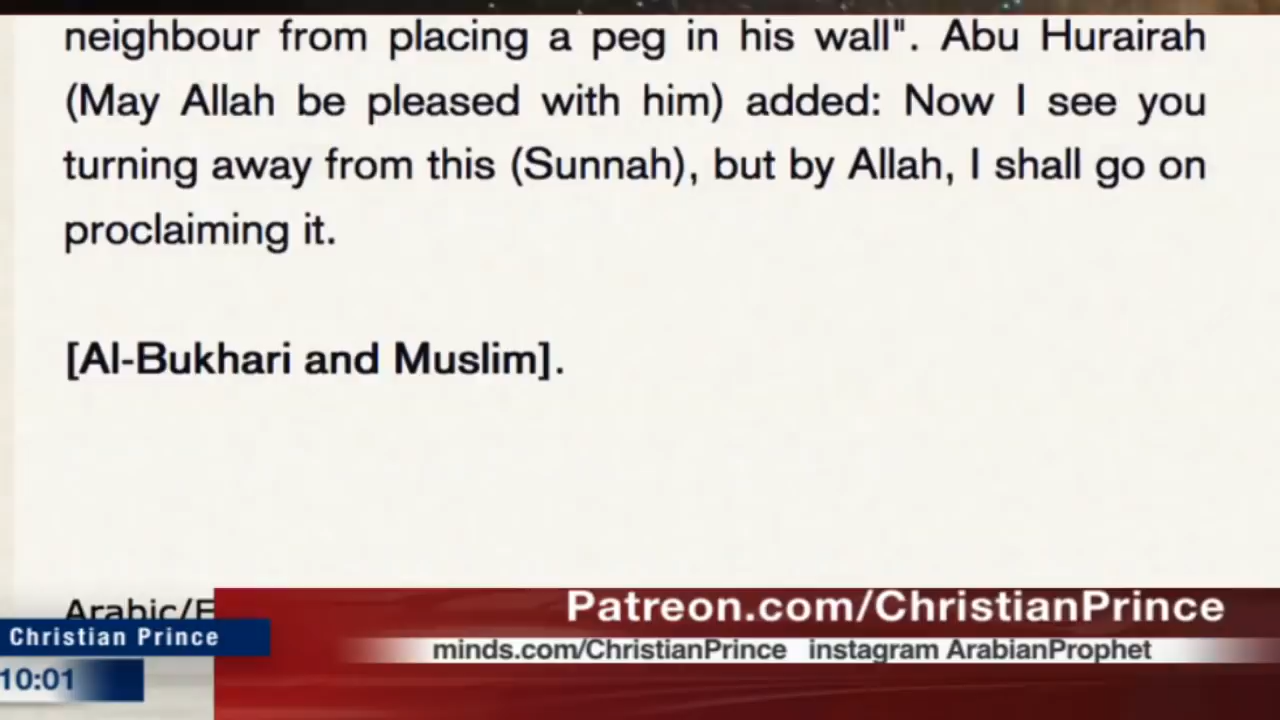 neighbour from placing a peg in his wall". Abu Hurairah
(May Allah be pleased with him) added: Now I see you
turning away from this (Sunnah), but by Allah, I shall go on
proclaiming it.
[Al-Bukhari and Muslim].
Christian Prince
10:01
Patreon.com/ChristianPrince
minds.com/ChristianPrince instagram ArabianProphet